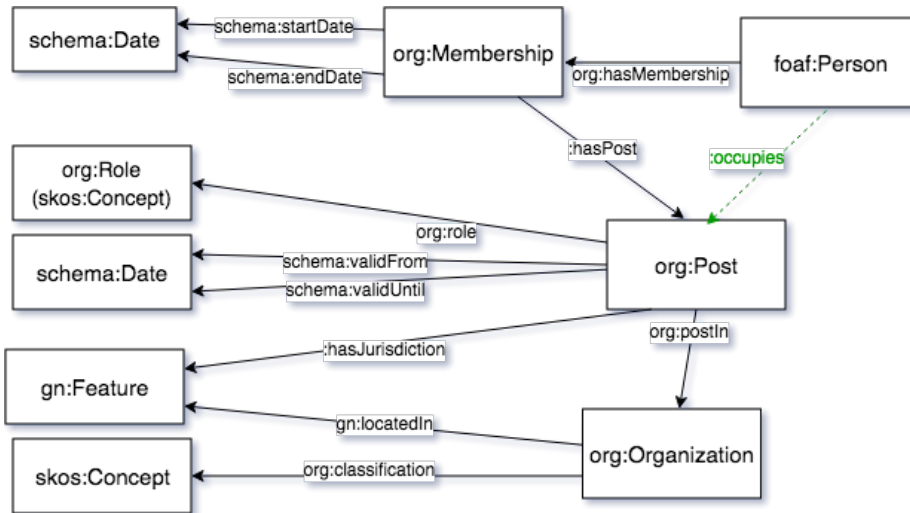 schema:Date
schema:startDate
schema:endDate
org:Membership
org:hasMembership
foaf:Person
:hasPost
:occupies
org:Role
(skos:Concept)
org:role
schema:Date
schema:validFrom
schema:validUntil
org:Post
:hasJurisdiction
org:postIn
gn:Feature
gn:locatedIn
org:Organization
skos:Concept
org:classification